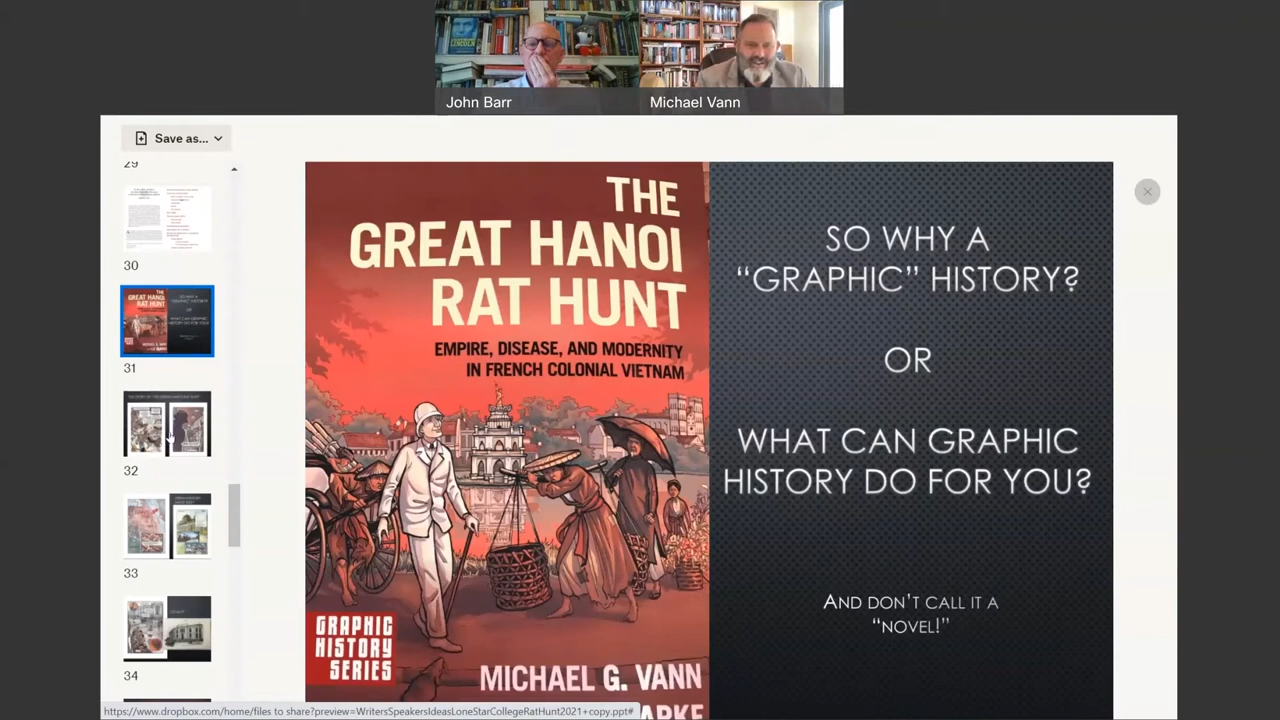 LINCOLN
John Barr
Michael Vann
Save as...
29
30
31
32
33
34
THE
GREAT HANOI
RAT HUNT
EMPIRE, DISEASE, AND MODERNITY
IN FRENCH COLONIAL VIETNAM
GRAPHIC
HISTORY
SERIES
MICHAEL G. VANN
ARKE
SO WHY A
“GRAPHIC” HISTORY?
OR
WHAT CAN GRAPHIC
HISTORY DO FOR YOU?
AND DON’T CALL IT A
“NOVEL!”
https://www.dropbox.com/home/files to share?preview=WritersSpeakersIdeasLoneStarCollegeRatHunt2021+copy.ppt#